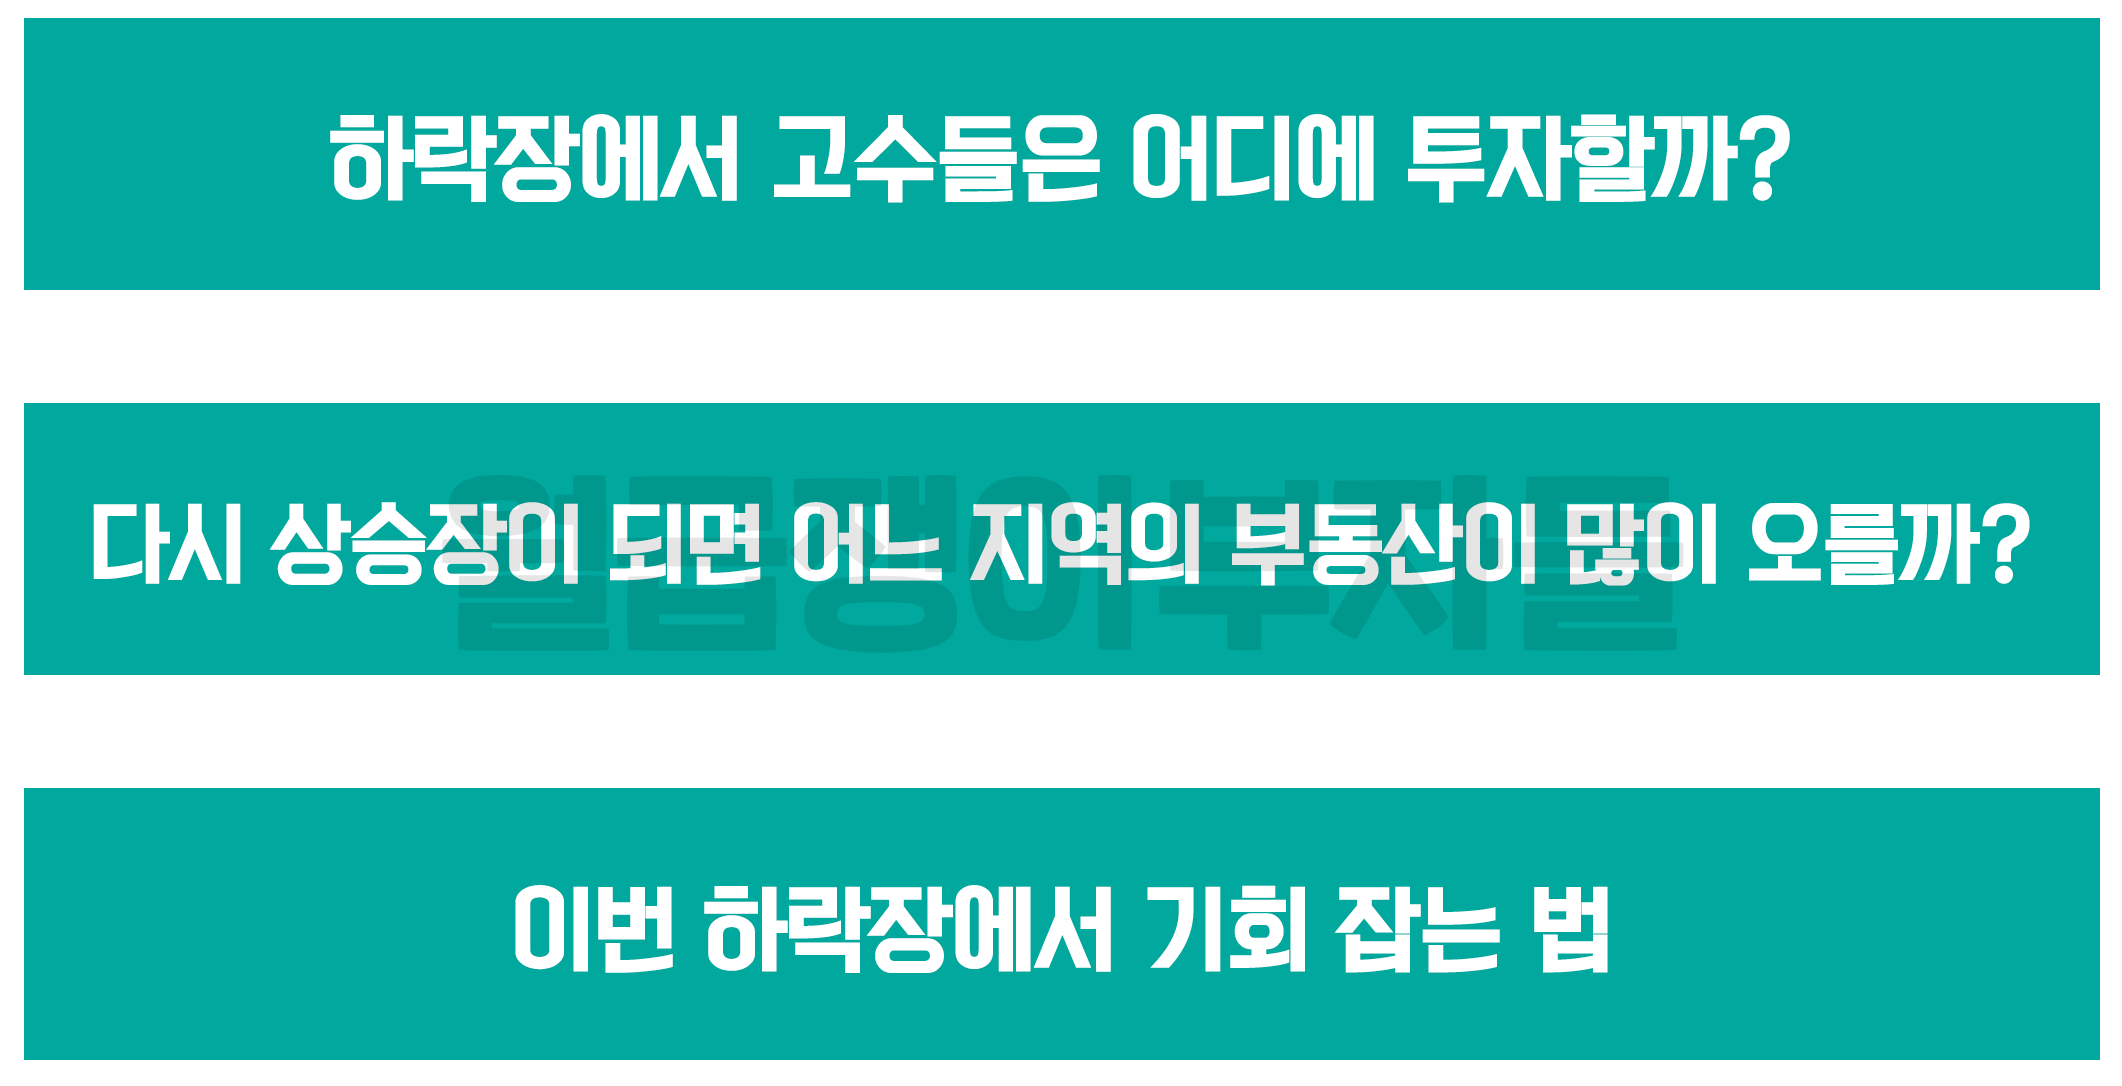 하락장에서 고수들은 어디에 투자할까?
다시 상승장이 되면 어느 지역의 부동산이 많이 오를까?
월급쟁이부자들
이번 하락장에서 기회 잡는 법